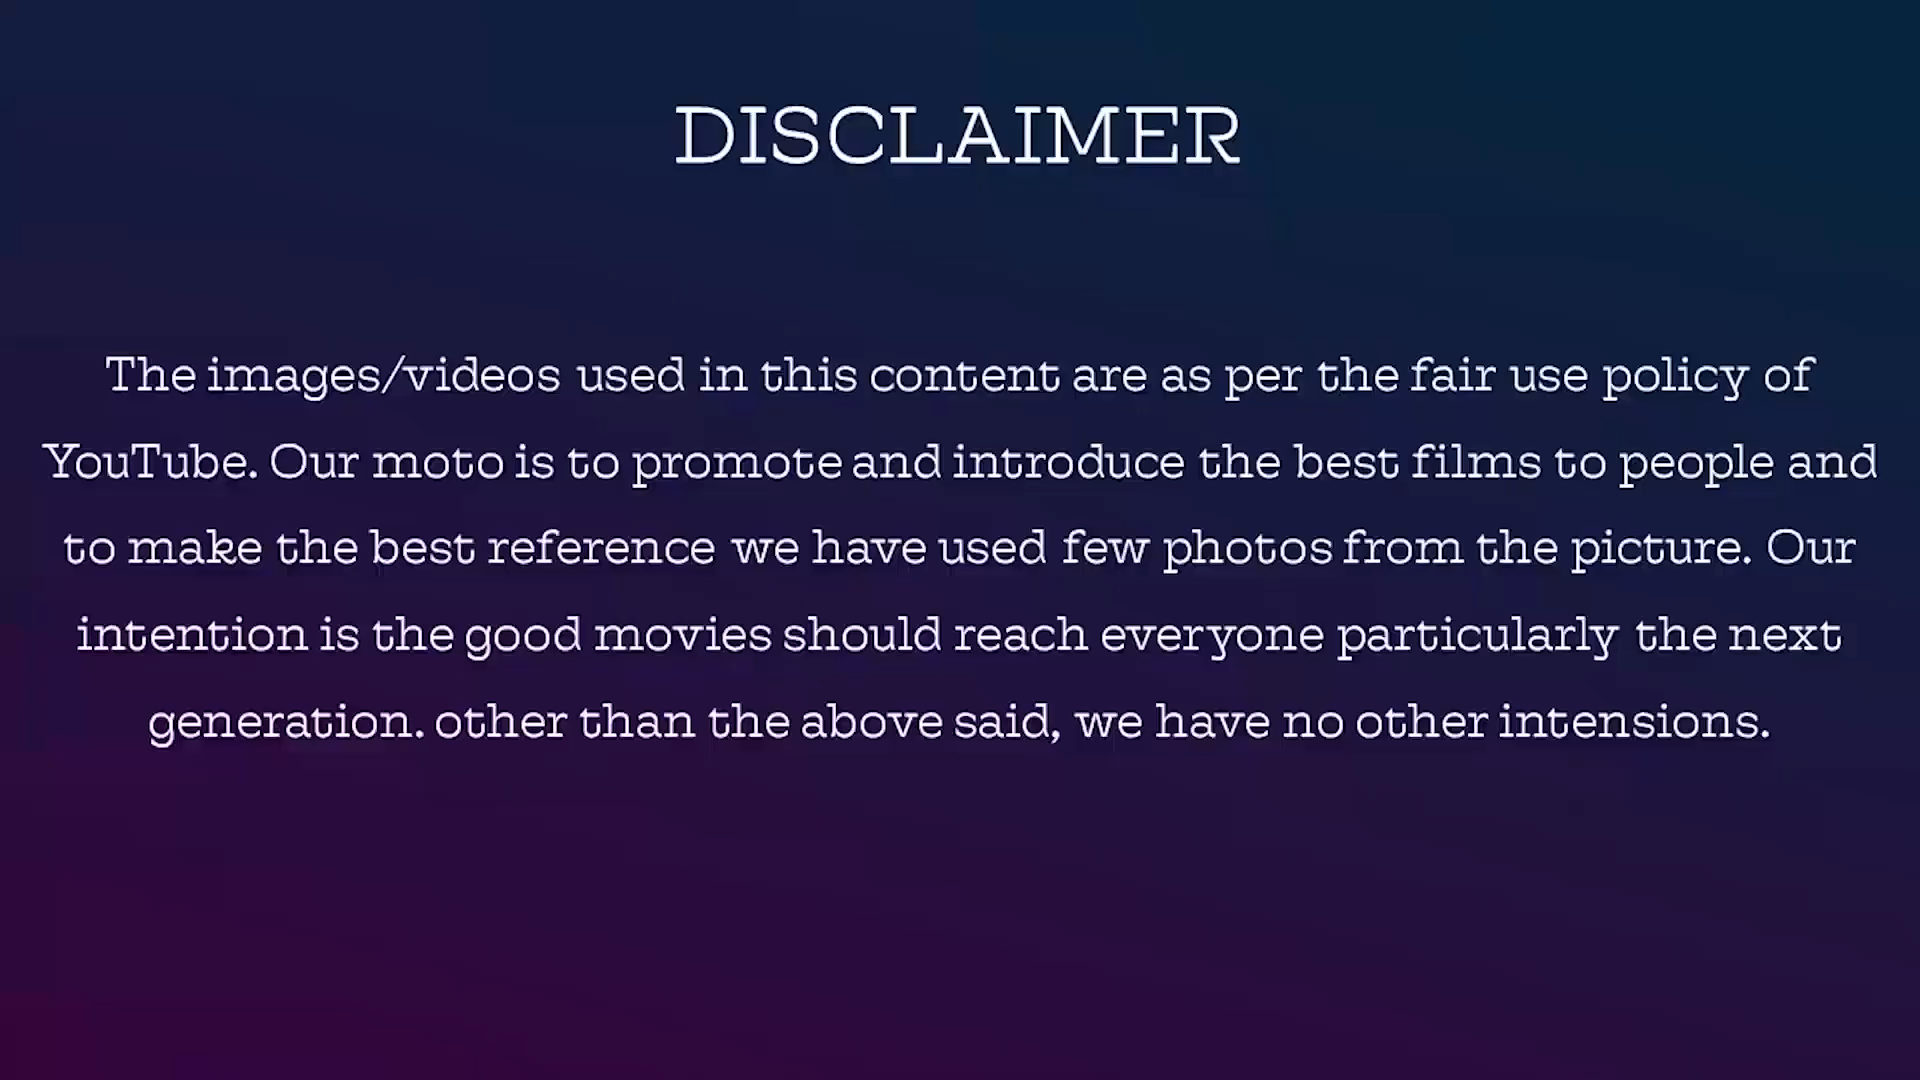 DISCLAIMER
The images/videos used in this content are as per the fair use policy of
YouTube. Our moto is to promote and introduce the best films to people and
to make the best reference we have used few photos from the picture. Our
intention is the good movies should reach everyone particularly the next
generation. other than the above said, we have no other intensions.